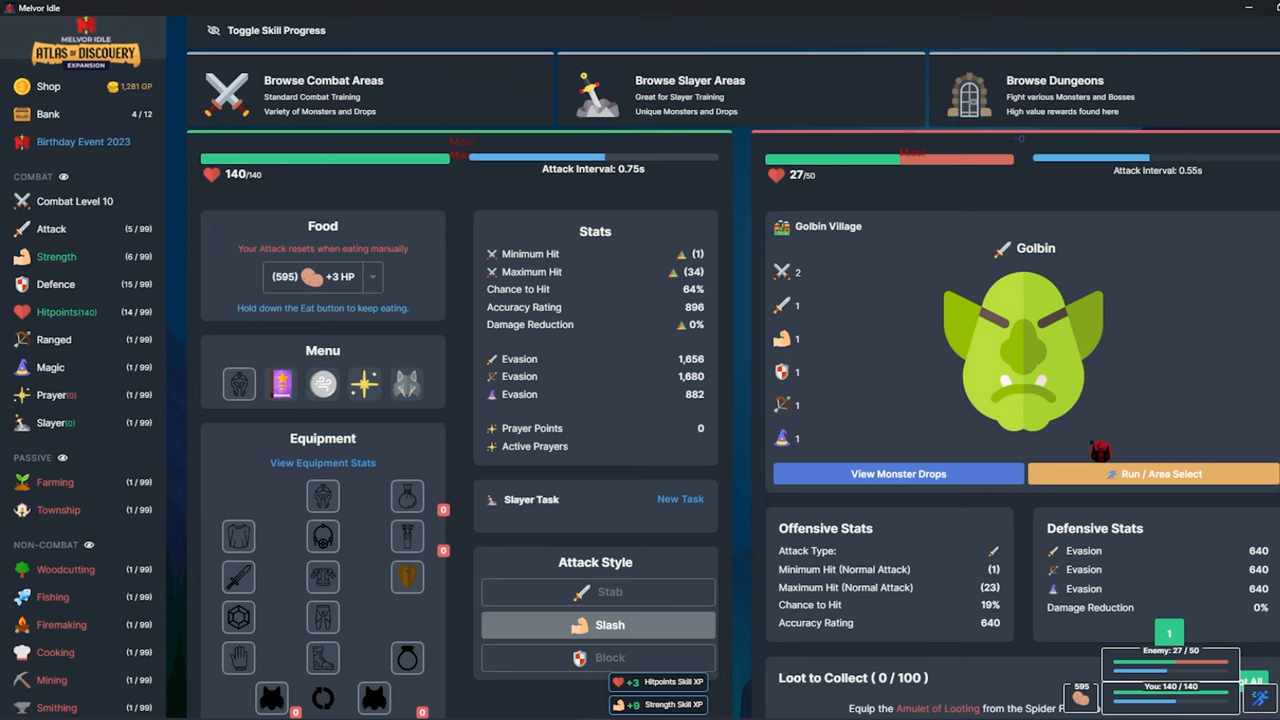 Melvor Idle
MELVOR IDLE
ATLAS OF DISCOVERY
EXPANSION
Shop 1,281 GP
Bank 4 / 12
Birthday Event 2023
COMBAT
Combat Level 10
Attack (5 / 99)
Strength (6 / 99)
Defence (15 / 99)
Hitpoints(140) (14 / 99)
Ranged (1 / 99)
Magic (1 / 99)
Prayer(0) (1 / 99)
Slayer(0) (1 / 99)
PASSIVE
Farming (1 / 99)
Township (1 / 99)
NON-COMBAT
Woodcutting (1 / 99)
Fishing (1 / 99)
Firemaking (1 / 99)
Cooking (1 / 99)
Mining (1 / 99)
Smithing (1 / 99)
Toggle Skill Progress
Browse Combat Areas
Standard Combat Training
Variety of Monsters and Drops
Browse Slayer Areas
Great for Slayer Training
Unique Monsters and Drops
Browse Dungeons
Fight various Monsters and Bosses
High value rewards found here
140/140
Attack Interval: 0.75s
Food
Your Attack resets when eating manually
(595) +3 HP
Hold down the Eat button to keep eating.
Menu
Equipment
View Equipment Stats
0
0
0
0
Stats
Minimum Hit (1)
Maximum Hit (34)
Chance to Hit 64%
Accuracy Rating 896
Damage Reduction 0%
Evasion 1,656
Evasion 1,680
Evasion 882
Prayer Points 0
Active Prayers
Slayer Task New Task
Attack Style
Stab
Slash
Block
+3 Hitpoints Skill XP
+9 Strength Skill XP
-0
Miss!
27/50
Attack Interval: 0.55s
Golbin Village
Golbin
2
1
1
1
1
1
View Monster Drops
Run / Area Select
Offensive Stats
Attack Type:
Minimum Hit (Normal Attack) (1)
Maximum Hit (Normal Attack) (23)
Chance to Hit 19%
Accuracy Rating 640
Defensive Stats
Evasion 640
Evasion 640
Evasion 640
Damage Reduction 0%
Loot to Collect ( 0 / 100 )
Equip the Amulet of Looting from the Spider
1
Enemy: 27 / 50
You: 140 / 140
595